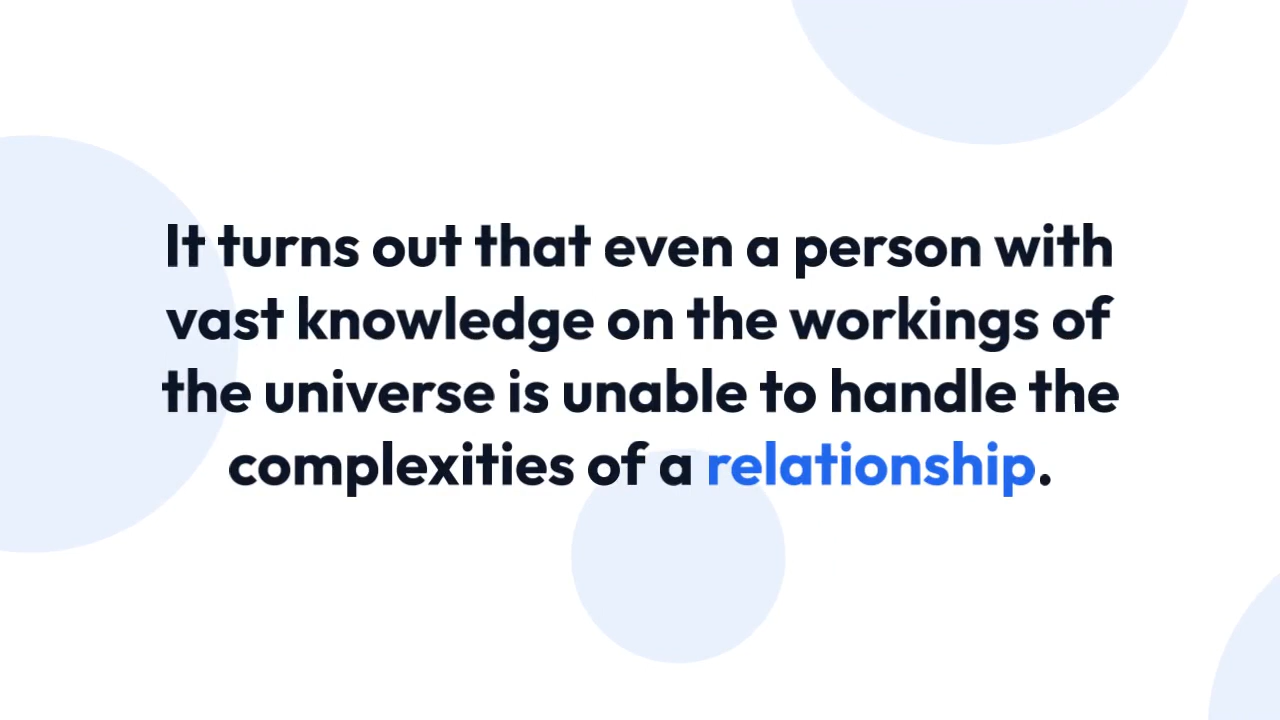 It turns out that even a person with
vast knowledge on the workings of
the universe is unable to handle the
complexities of a relationship.